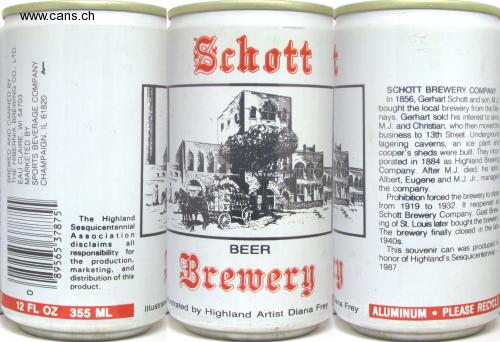 www.cans.ch
BREWED AND CANNED BY
THE HIBERNIA BREWING CO., LTD.
EAU CLAIRE, WI 54703
MARKETED BY
SPORTS BEVERAGE COMPANY
CHAMPAIGN, IL 61820
0
89565 37875
The Highland
Sesquicentennial
Association
disclaims all
responsibility for
the production,
marketing, and
distribution of this
product.
12 FL OZ 355 ML
Schott
BEER
Brewery
Illustrated by Highland Artist Diana Frey
SCHOTT BREWERY COMPANY
In 1856, Gerhart Schott and son, M.J.
bought the local brewery from the
nays. Gerhart sold his interest to
M.J. and Christian, who then moved
business to 13th Street. Underground
lagering caverns, an ice plant and
cooper's sheds were built. They
porated in 1884 as Highland Brewing
Company. After M.J. died, his sons
Albert, Eugene and M.J. Jr., managed
the company.
Prohibition forced the brewery to
from 1919 to 1932. It reopened as
Schott Brewery Company. Gast
ing of St. Louis later bought the brewery.
The brewery finally closed in the late
1940s.
This souvenir can was produced in
honor of Highland's Sesquicentennial
1987.
ALUMINUM • PLEASE RECYCLE